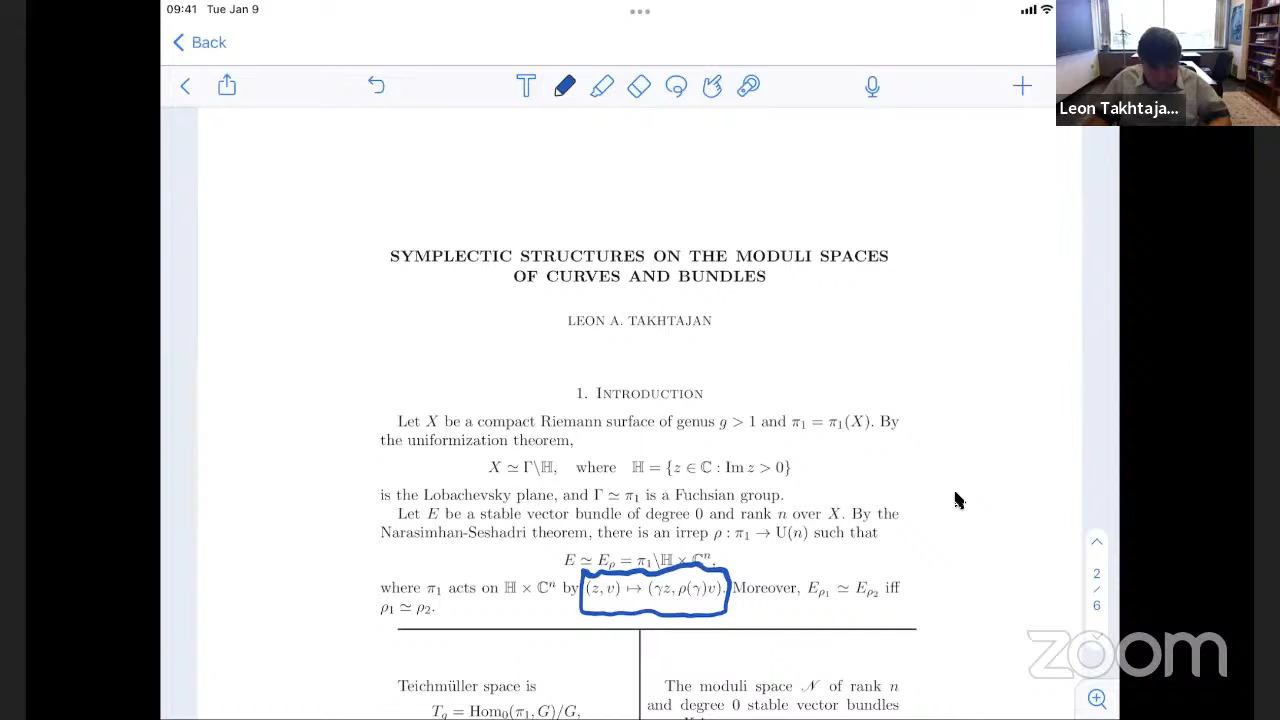 09:41 Tue Jan 9
Back
Leon Takhtaja...
SYMPLECTIC STRUCTURES ON THE MODULI SPACES
OF CURVES AND BUNDLES
LEON A. TAKHTAJAN
1. Introduction
Let X be a compact Riemann surface of genus g > 1 and π₁ = π₁(X). By
the uniformization theorem,
X ≃ Γ\ℍ, where ℍ = {z ∈ ℂ : Im z > 0}
is the Lobachevsky plane, and Γ ≃ π₁ is a Fuchsian group.
Let E be a stable vector bundle of degree 0 and rank n over X. By the
Narasimhan-Seshadri theorem, there is an irrep ρ : π₁ → U(n) such that
E ≃ E_ρ = π₁\ℍ × ℂⁿ,
where π₁ acts on ℍ × ℂⁿ by (z, v) ↦ (γz, ρ(γ)v). Moreover, E_ρ₁ ≃ E_ρ₂ iff
ρ₁ ≃ ρ₂.
Teichmüller space is
T_g = Hom₀(π₁, G)/G,
The moduli space 𝒩 of rank n
and degree 0 stable vector bundles
2
/
6
zoom